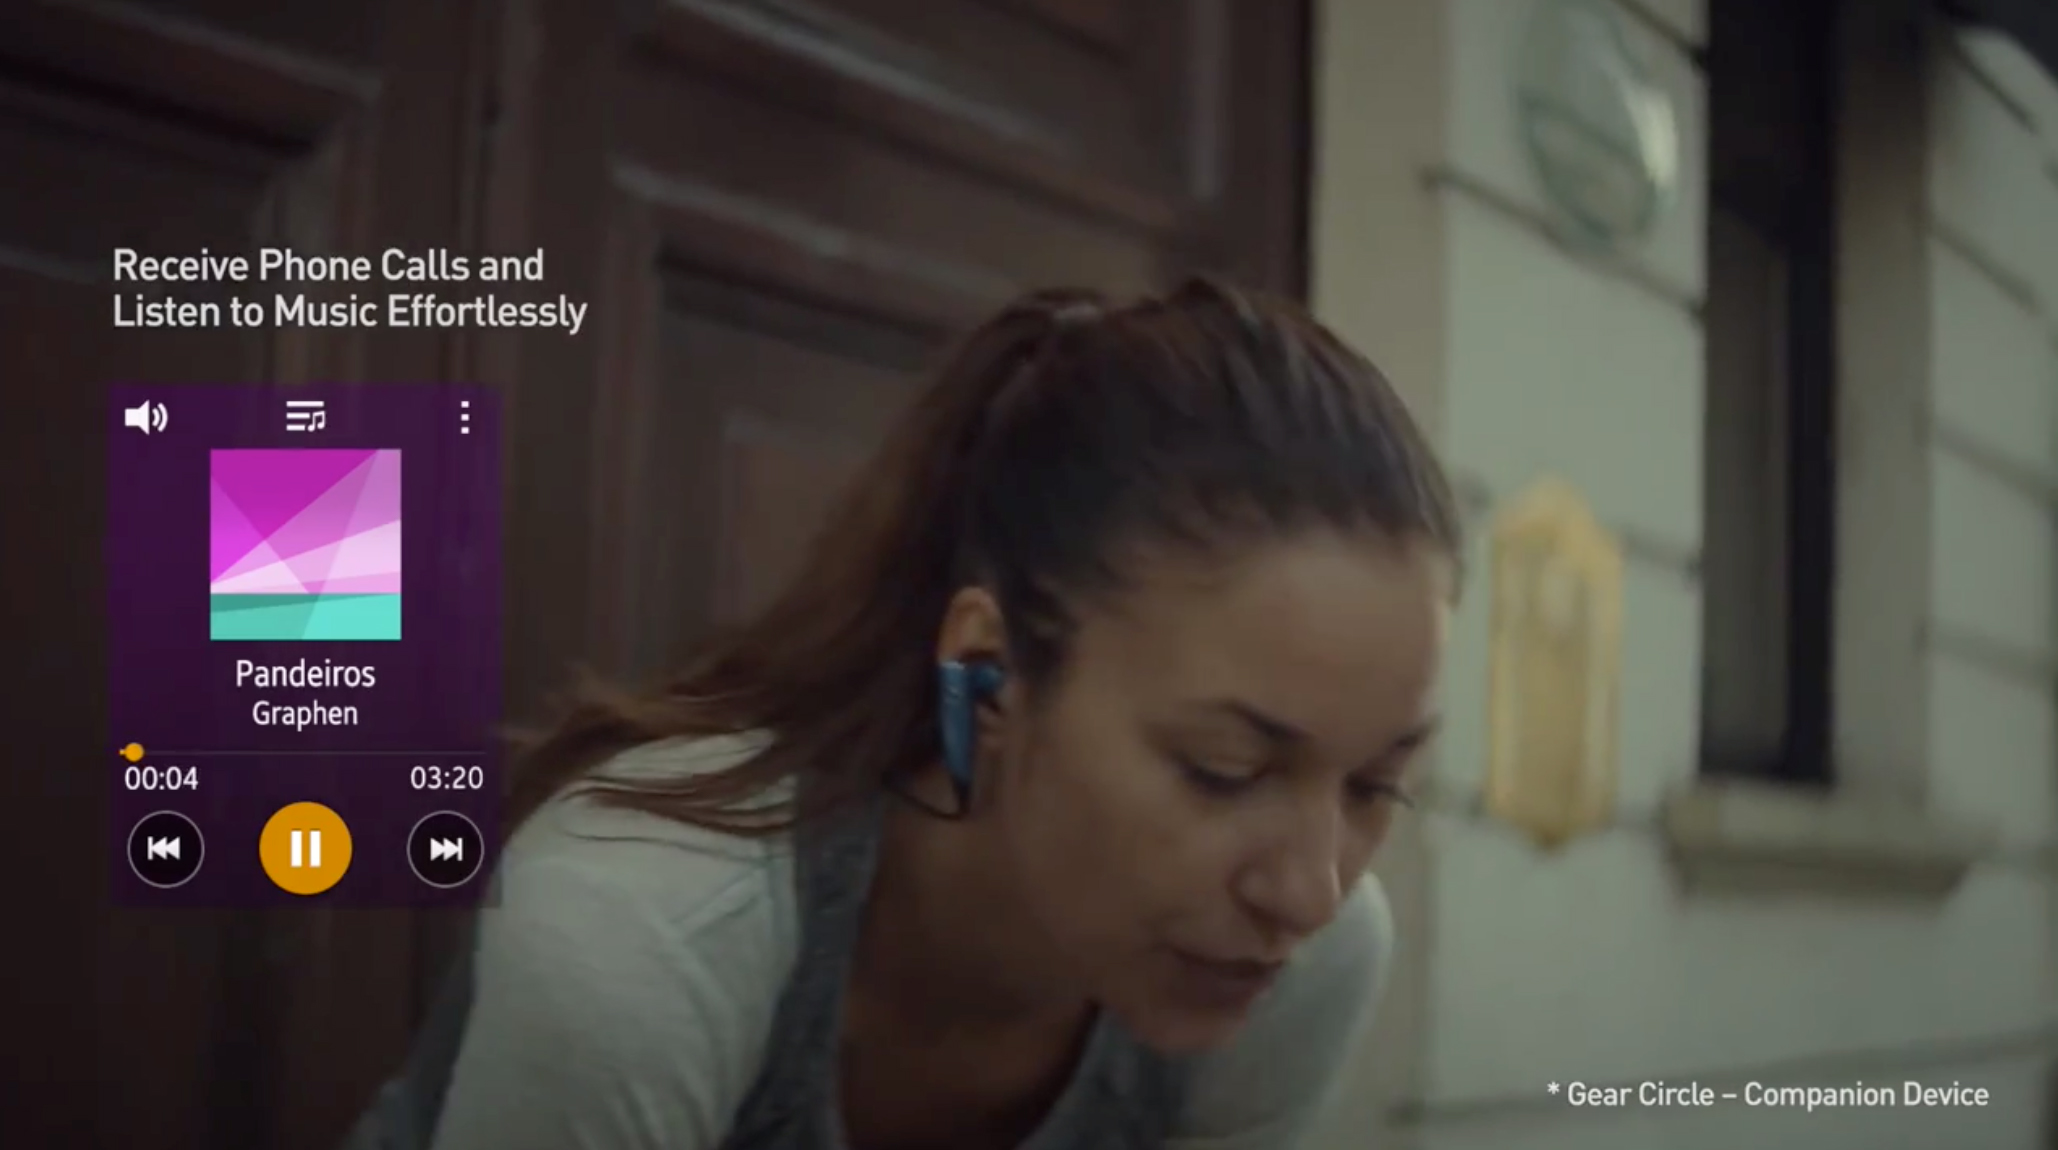 Receive Phone Calls and
Listen to Music Effortlessly
Pandeiros
Graphen
00:04
03:20
* Gear Circle – Companion Device